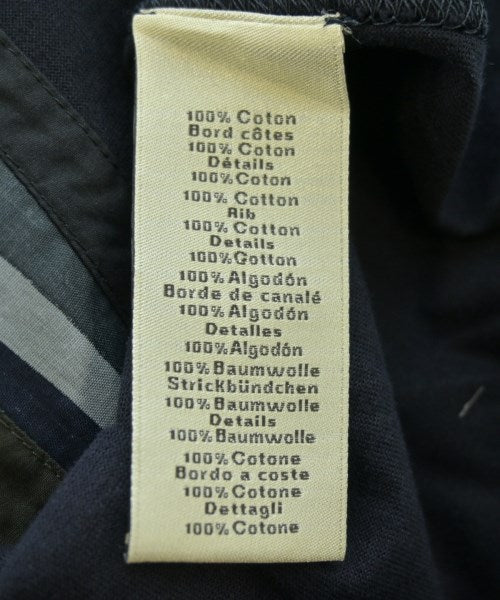 100% Coton
Bord côtes
100% Coton
Détails
100% Coton
100% Cotton
Rib
100% Cotton
Details
100% Cotton
100% Algodón
Borde de canalé
100% Algodón
Detalles
100% Algodón
100% Baumwolle
Strickbündchen
100% Baumwolle
Details
100% Baumwolle
100% Cotone
Bordo a coste
100% Cotone
Dettagli
100% Cotone